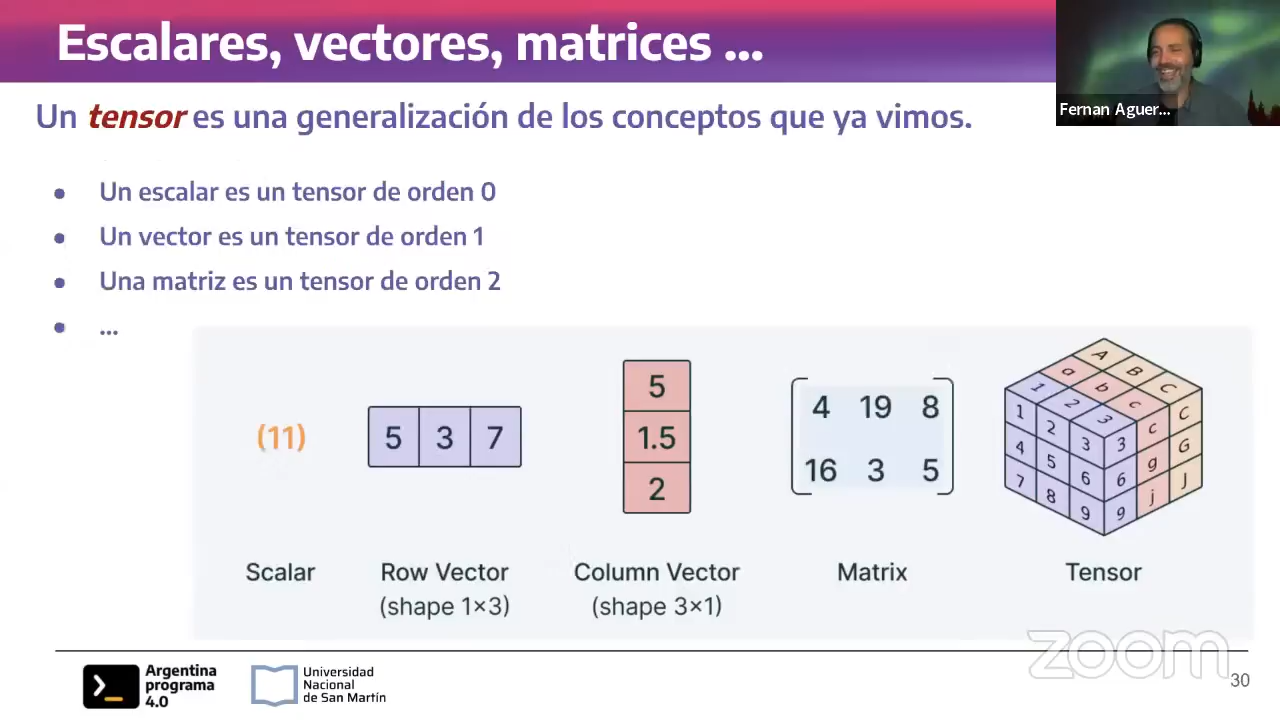 Escalares, vectores, matrices ...
Fernan Aguer...
Un tensor es una generalización de los conceptos que ya vimos.
● Un escalar es un tensor de orden 0
● Un vector es un tensor de orden 1
● Una matriz es un tensor de orden 2
● ...
(11)
5 3 7
5
1.5
2
4 19 8
16 3 5
A B C
a b c
1 2 3
1 2 3
4 5 6
7 8 9
3 c C
6 g G
9 j J
Scalar
Row Vector
(shape 1×3)
Column Vector
(shape 3×1)
Matrix
Tensor
zoom
Argentina
programa
4.0
Universidad
Nacional
de San Martín
30